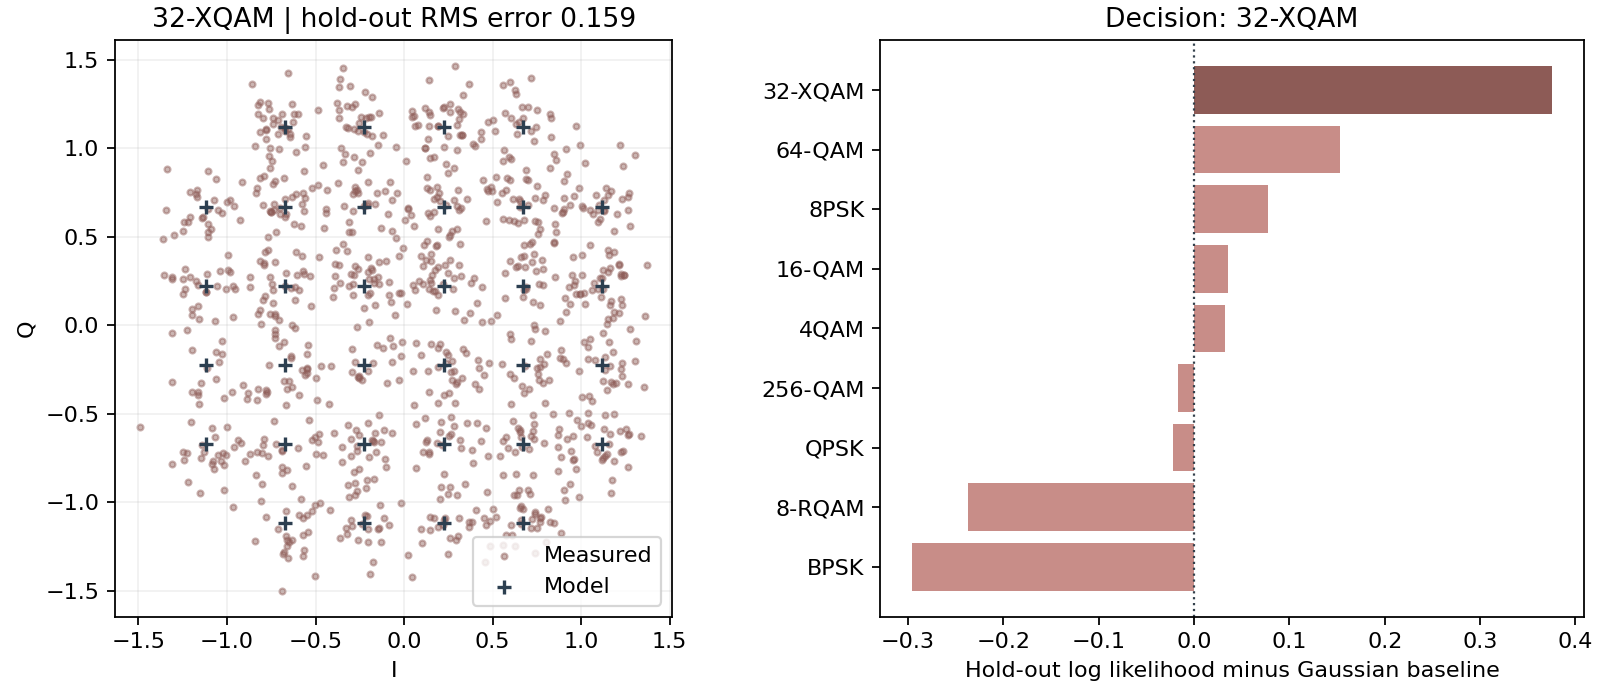 32-XQAM | hold-out RMS error 0.159
1.5
1.0
0.5
0.0
−0.5
−1.0
−1.5
Q
Measured
Model
−1.5 −1.0 −0.5 0.0 0.5 1.0 1.5
I
Decision: 32-XQAM
32-XQAM
64-QAM
8PSK
16-QAM
4QAM
256-QAM
QPSK
8-RQAM
BPSK
−0.3 −0.2 −0.1 0.0 0.1 0.2 0.3 0.4
Hold-out log likelihood minus Gaussian baseline